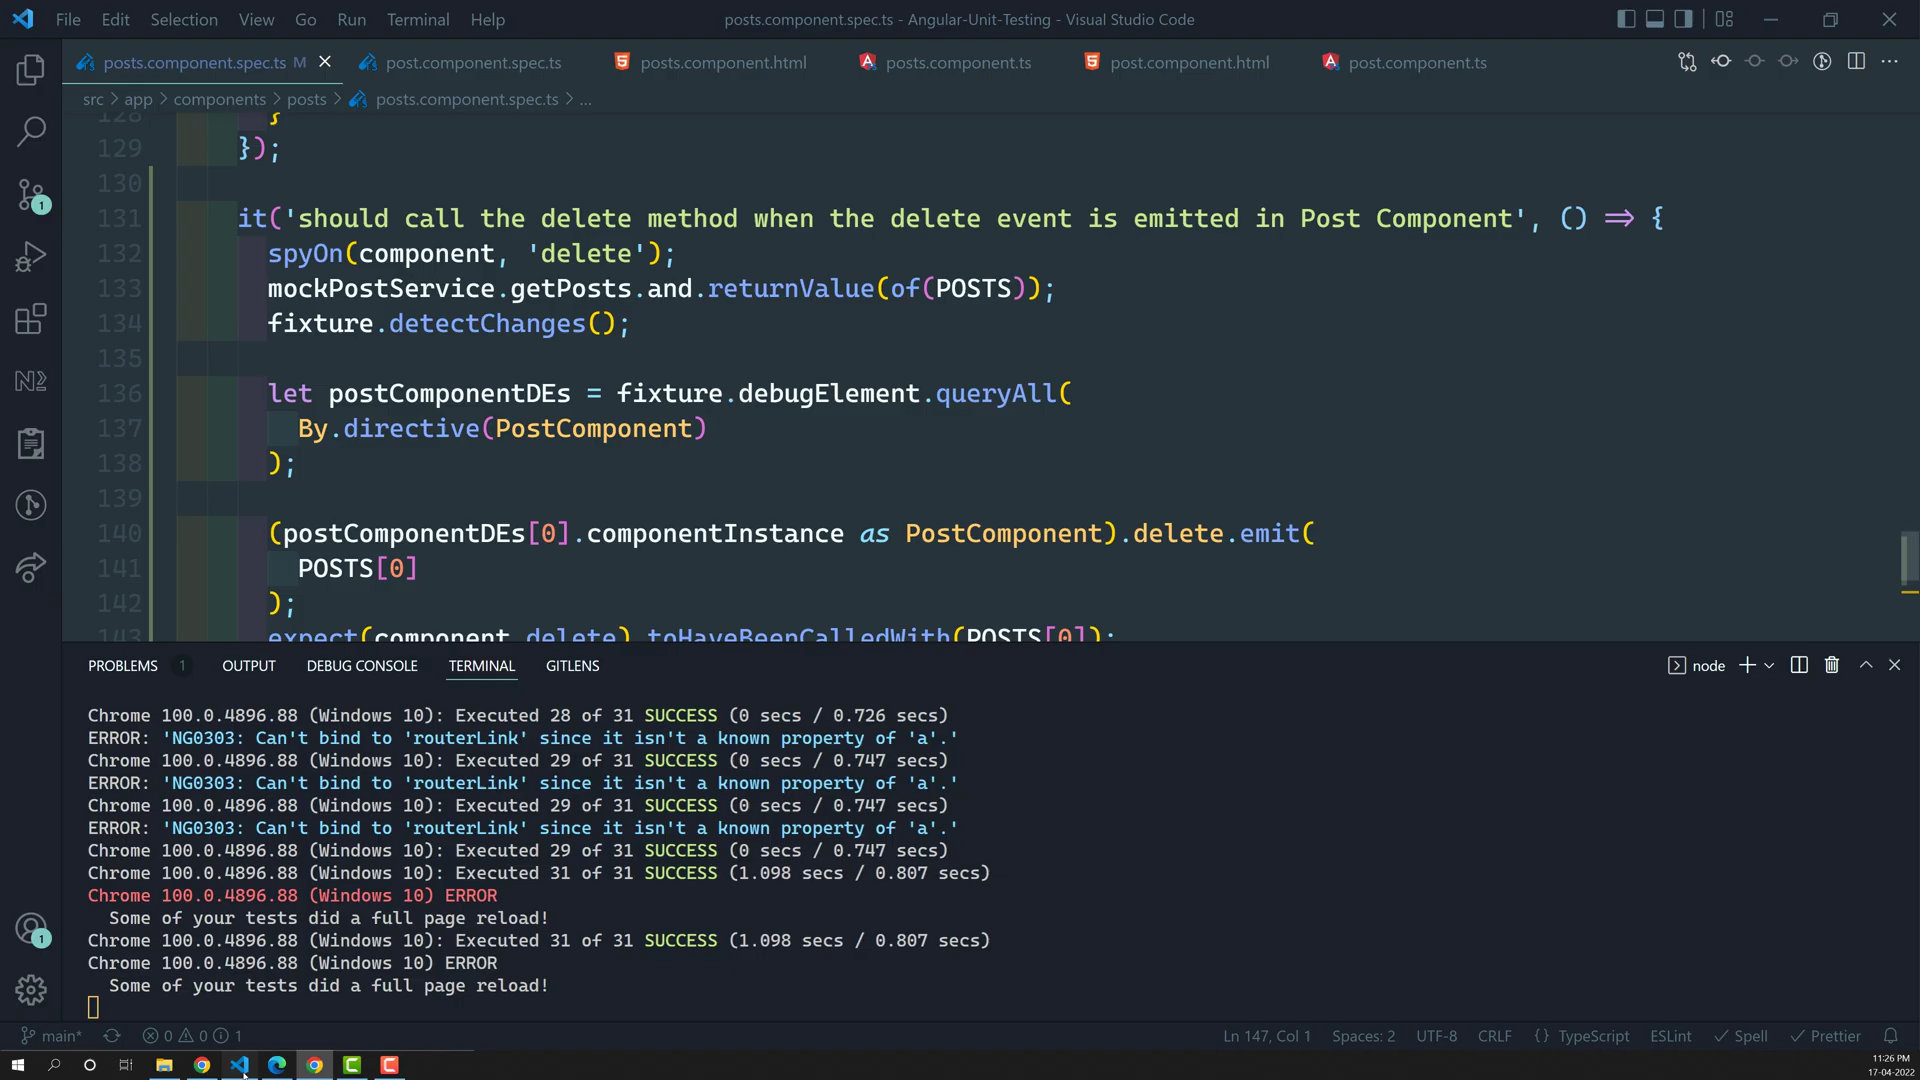 File Edit Selection View Go Run Terminal Help
posts.component.spec.ts - Angular-Unit-Testing - Visual Studio Code
posts.component.spec.ts M
post.component.spec.ts
posts.component.html
posts.component.ts
post.component.html
post.component.ts
src > app > components > posts > posts.component.spec.ts > ...
128 }
129 });
130
131 it('should call the delete method when the delete event is emitted in Post Component', () => {
132 spyOn(component, 'delete');
133 mockPostService.getPosts.and.returnValue(of(POSTS));
134 fixture.detectChanges();
135
136 let postComponentDEs = fixture.debugElement.queryAll(
137 By.directive(PostComponent)
138 );
139
140 (postComponentDEs[0].componentInstance as PostComponent).delete.emit(
141 POSTS[0]
142 );
143 expect(component.delete).toHaveBeenCalledWith(POSTS[0]);
PROBLEMS 1 OUTPUT DEBUG CONSOLE TERMINAL GITLENS
node
Chrome 100.0.4896.88 (Windows 10): Executed 28 of 31 SUCCESS (0 secs / 0.726 secs)
ERROR: 'NG0303: Can't bind to 'routerLink' since it isn't a known property of 'a'.'
Chrome 100.0.4896.88 (Windows 10): Executed 29 of 31 SUCCESS (0 secs / 0.747 secs)
ERROR: 'NG0303: Can't bind to 'routerLink' since it isn't a known property of 'a'.'
Chrome 100.0.4896.88 (Windows 10): Executed 29 of 31 SUCCESS (0 secs / 0.747 secs)
ERROR: 'NG0303: Can't bind to 'routerLink' since it isn't a known property of 'a'.'
Chrome 100.0.4896.88 (Windows 10): Executed 29 of 31 SUCCESS (0 secs / 0.747 secs)
Chrome 100.0.4896.88 (Windows 10): Executed 31 of 31 SUCCESS (1.098 secs / 0.807 secs)
Chrome 100.0.4896.88 (Windows 10) ERROR
Some of your tests did a full page reload!
Chrome 100.0.4896.88 (Windows 10): Executed 31 of 31 SUCCESS (1.098 secs / 0.807 secs)
Chrome 100.0.4896.88 (Windows 10) ERROR
Some of your tests did a full page reload!
1
1
main* 0 0 1
Ln 147, Col 1 Spaces: 2 UTF-8 CRLF {} TypeScript ESLint Spell Prettier
11:26 PM
17-04-2022